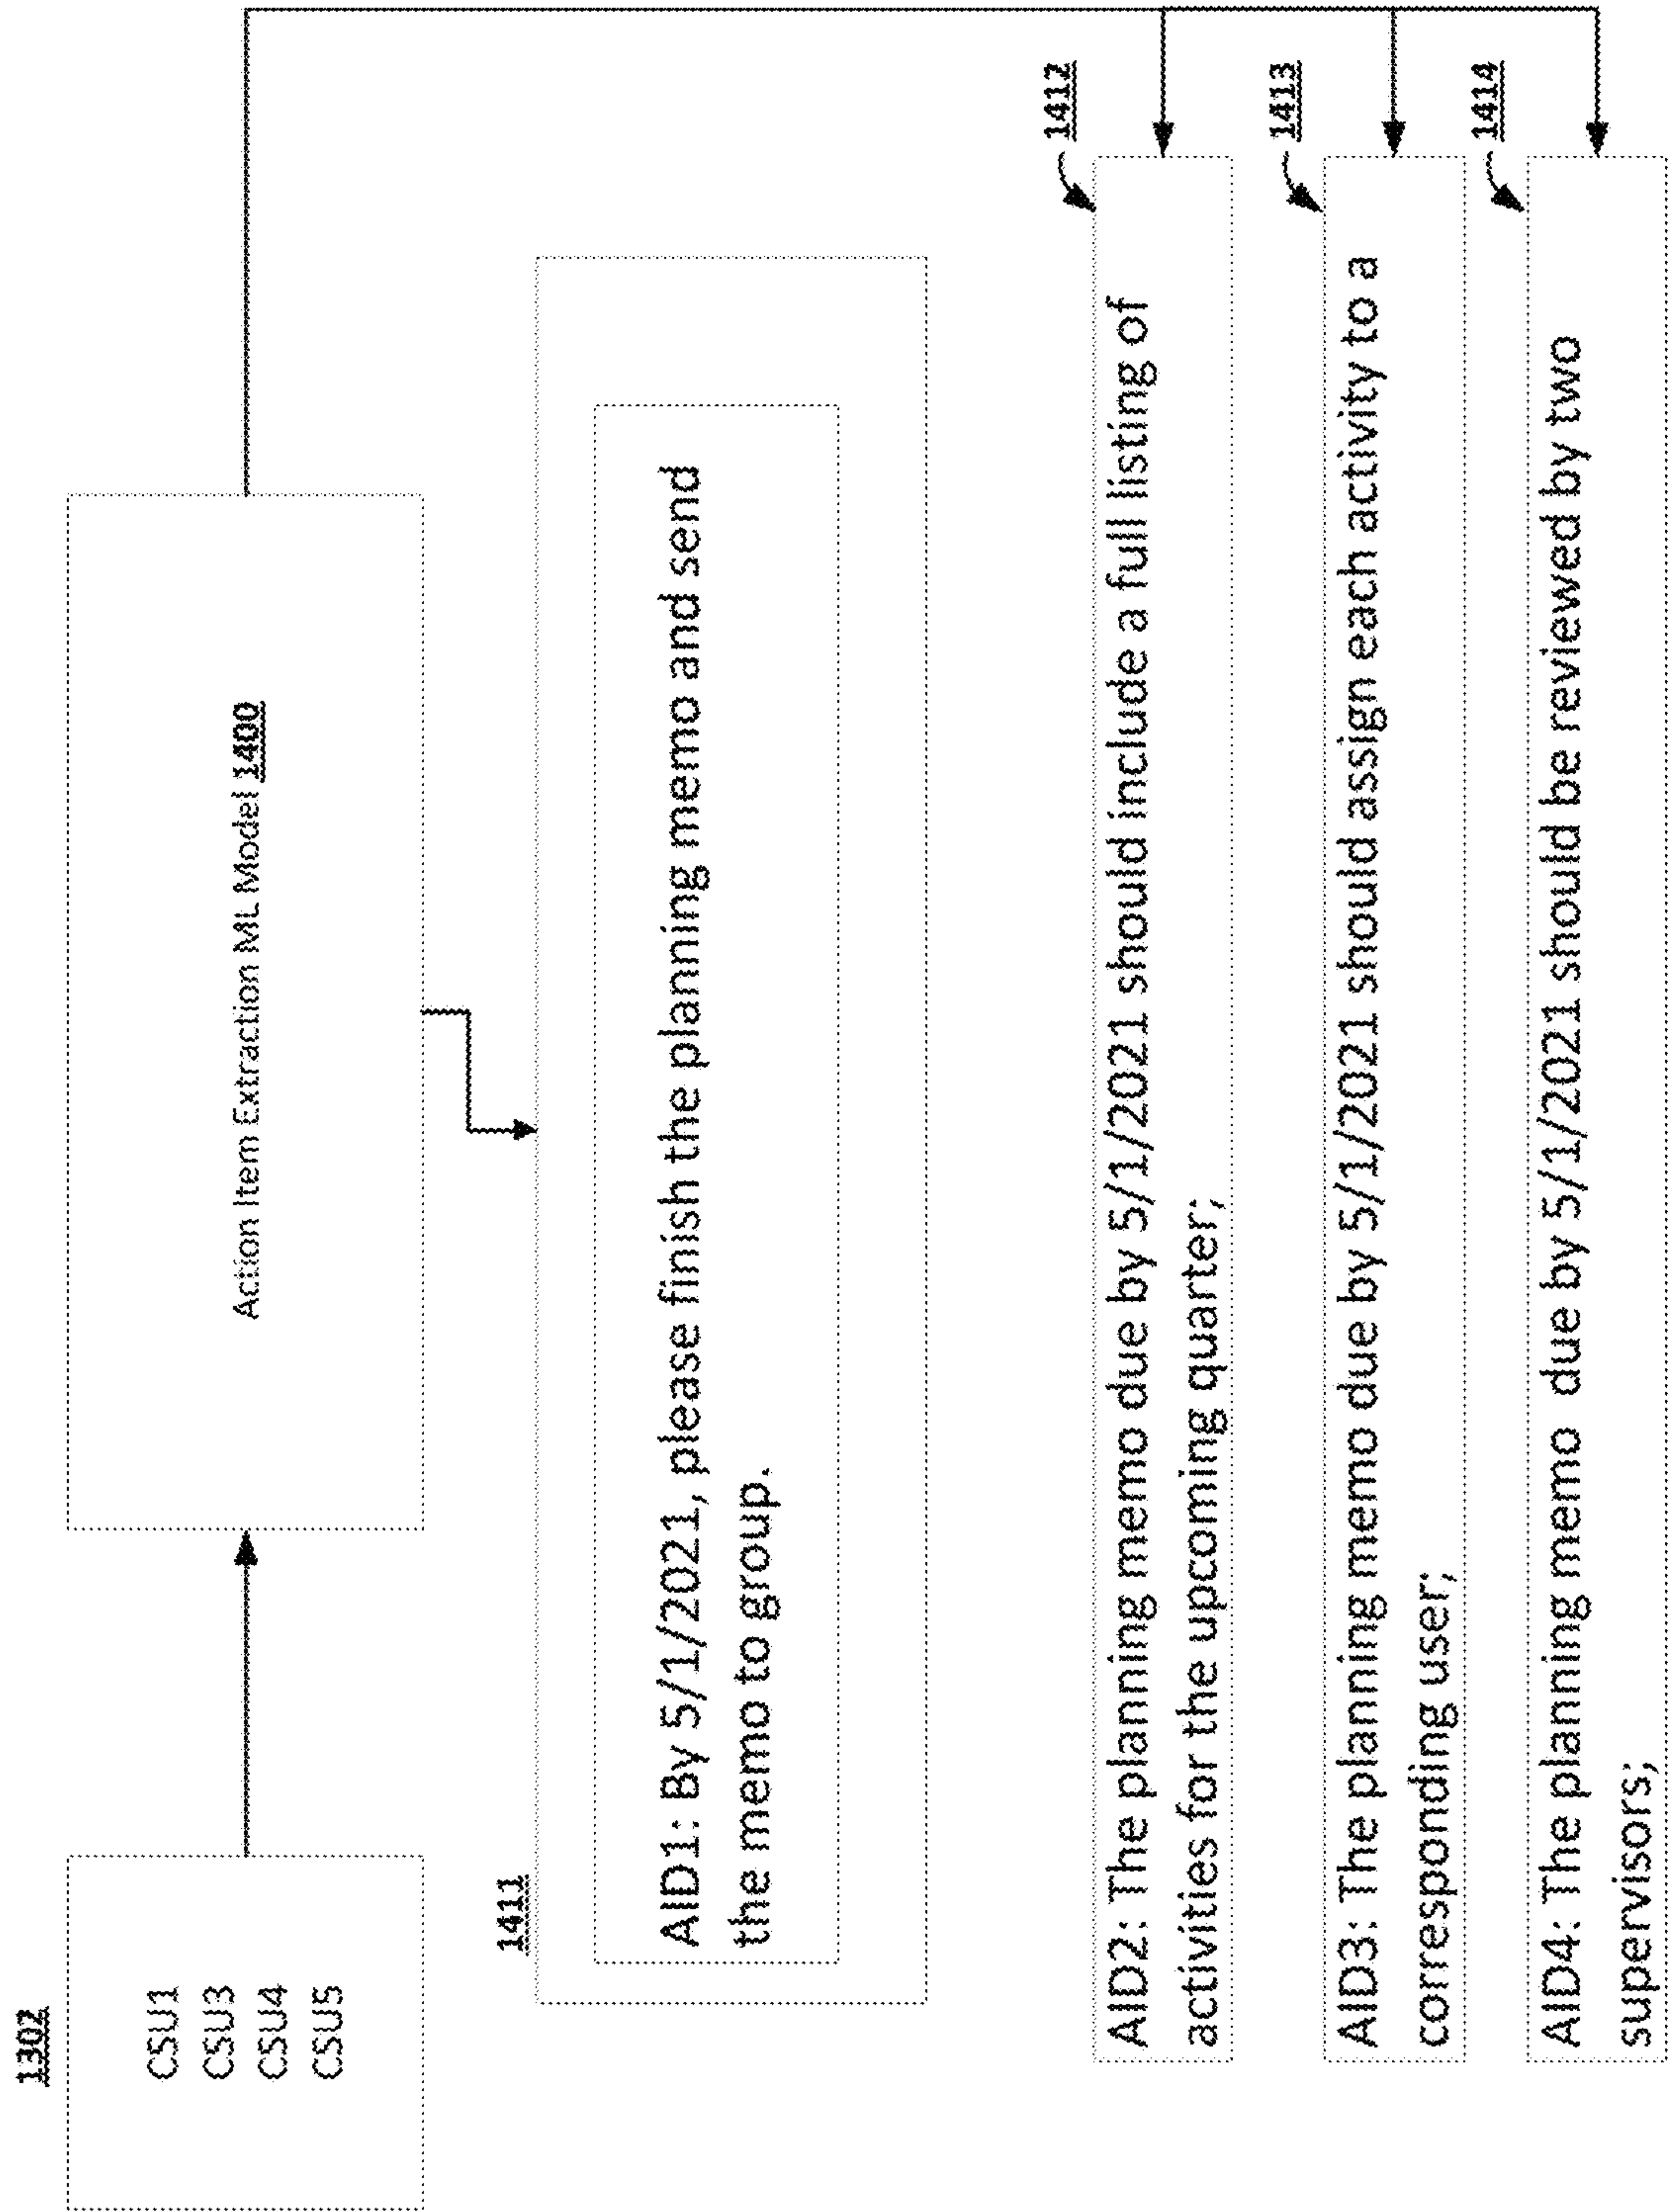 1302
CSU1
CSU3
CSU4
CSU5
Action Item Extraction ML Model 1400
1411
AID1: By 5/1/2021, please finish the planning memo and send
the memo to group.
1412
AID2: The planning memo due by 5/1/2021 should include a full listing of
activities for the upcoming quarter;
1413
AID3: The planning memo due by 5/1/2021 should assign each activity to a
corresponding user;
1414
AID4: The planning memo  due by 5/1/2021 should be reviewed by two
supervisors;